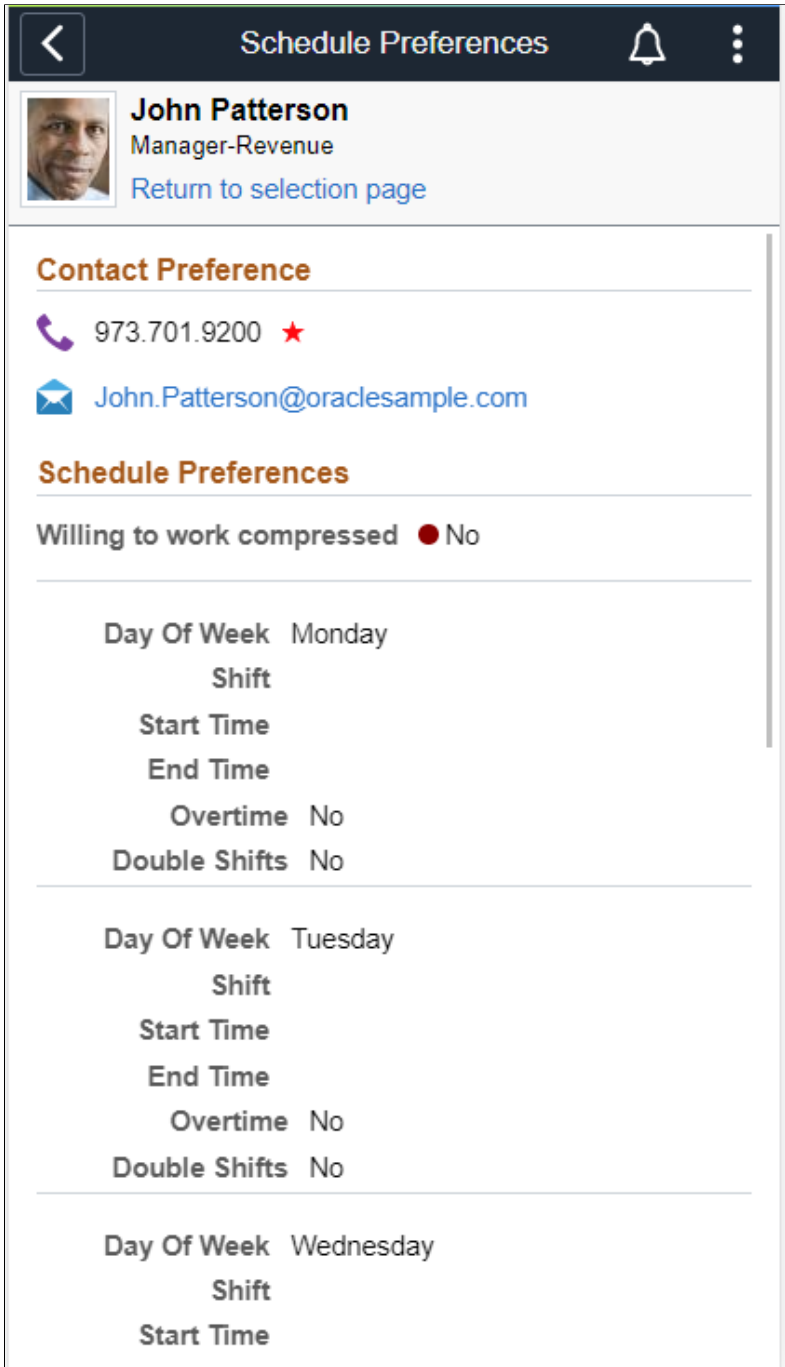 Schedule Preferences
John Patterson
Manager-Revenue
Return to selection page
Contact Preference
973.701.9200
John.Patterson@oraclesample.com
Schedule Preferences
Willing to work compressed No
Day Of Week Monday
Shift
Start Time
End Time
Overtime No
Double Shifts No
Day Of Week Tuesday
Shift
Start Time
End Time
Overtime No
Double Shifts No
Day Of Week Wednesday
Shift
Start Time